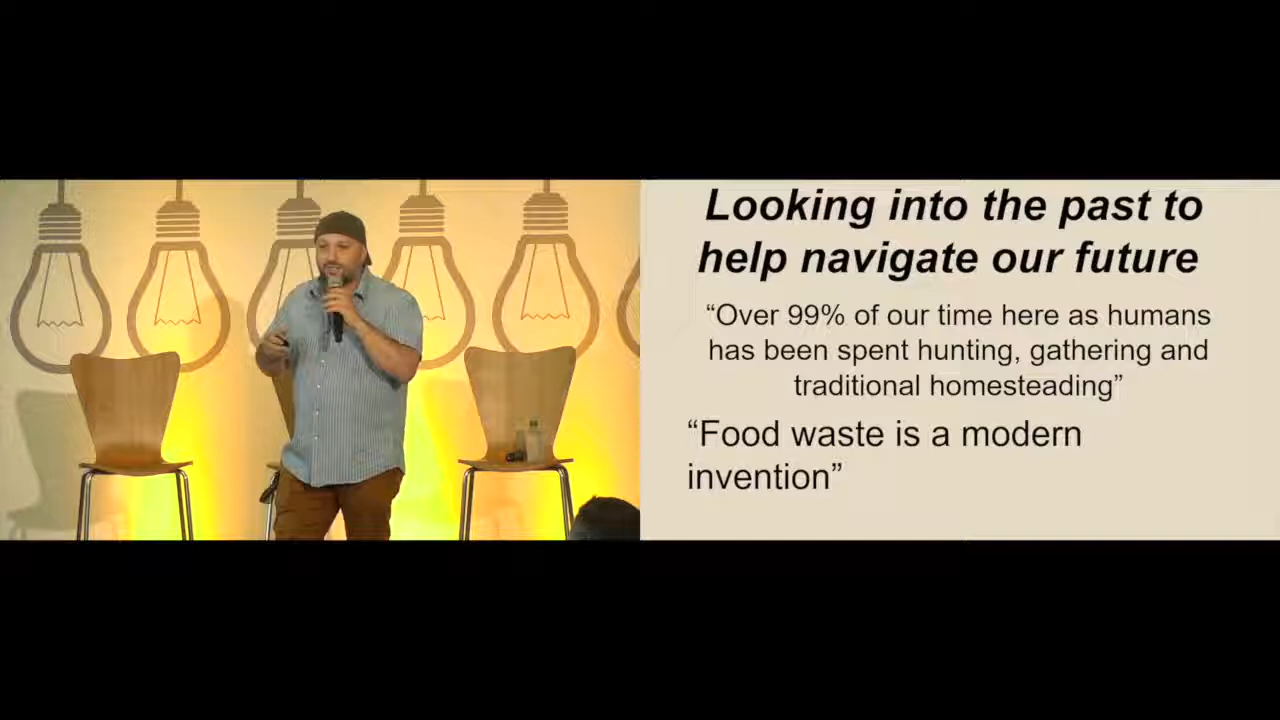 Looking into the past to
help navigate our future
“Over 99% of our time here as humans
has been spent hunting, gathering and
traditional homesteading”
“Food waste is a modern
invention”